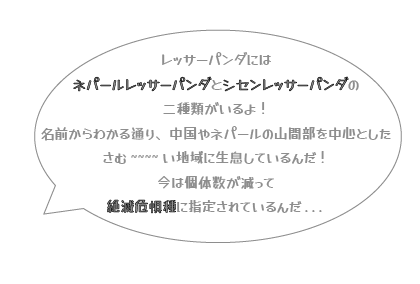 レッサーパンダには
ネパールレッサーパンダとシセンレッサーパンダの
二種類がいるよ！
名前からわかる通り、中国やネパールの山間部を中心とした
さむ ~~~~ い地域に生息しているんだ！
今は個体数が減って
絶滅危惧種に指定されているんだ . . .